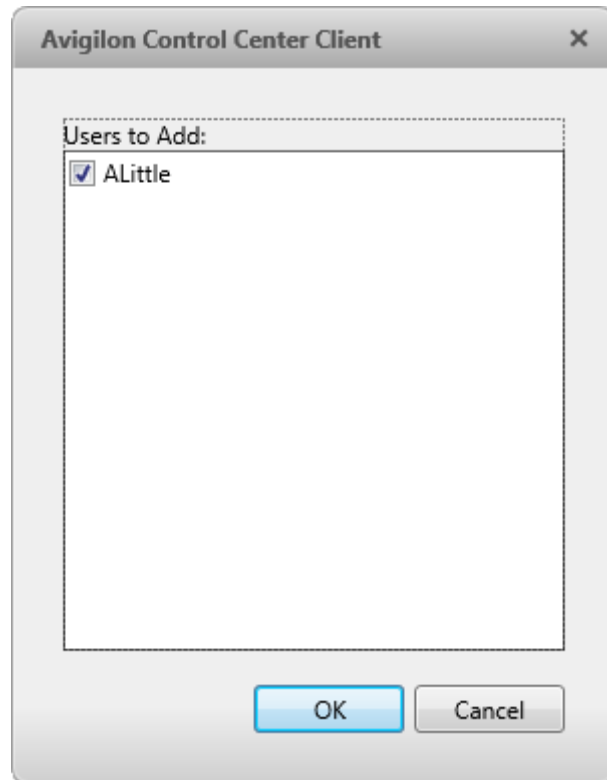 Avigilon Control Center Client
Users to Add:
ALittle
OK
Cancel